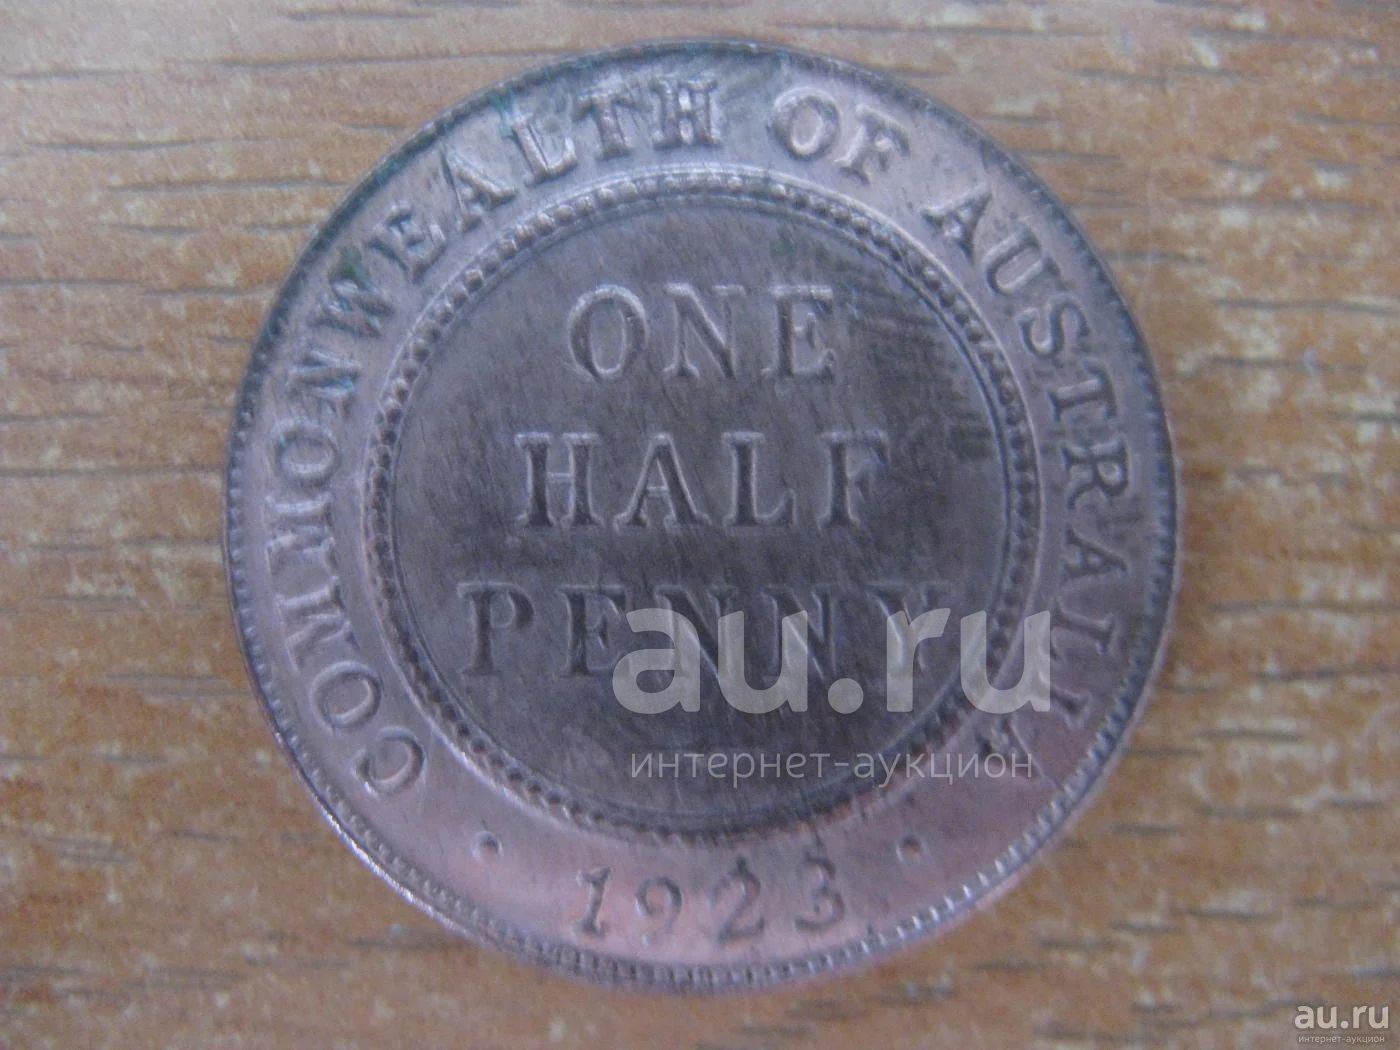 COMMONWEALTH OF AUSTRALIA
ONE
HALF
PENNY
· 1923 ·
au.ru
интернет-аукцион
au.ru
интернет-аукцион